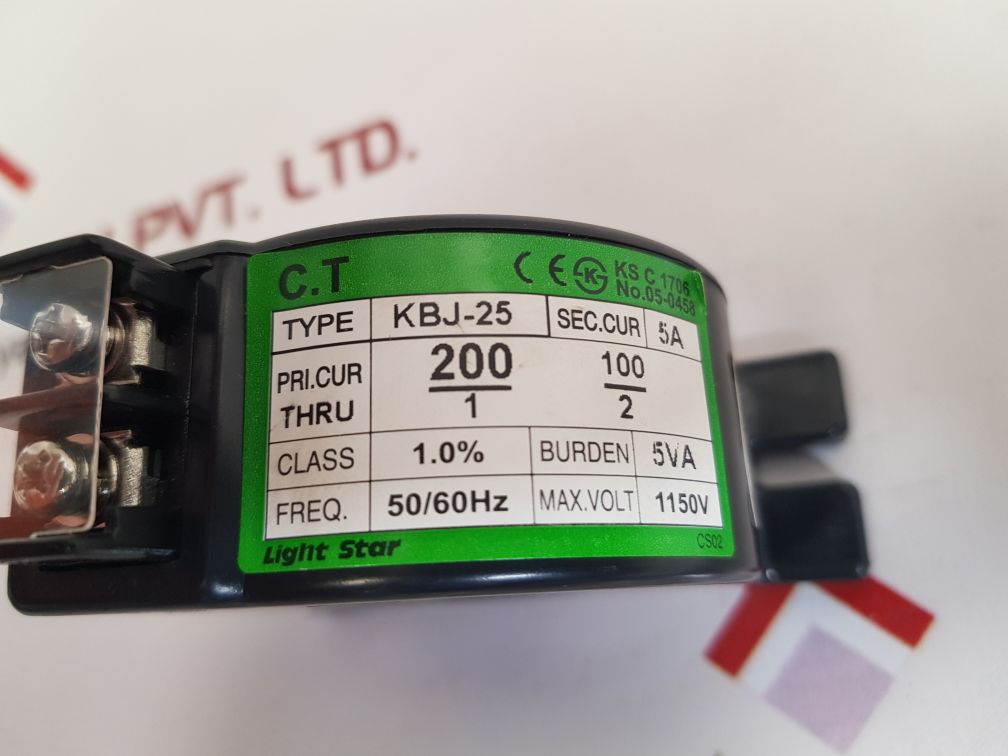 PVT. LTD.
C.T
CE K KS C 1706
No.05-0458
TYPE KBJ-25 SEC.CUR 5A
PRI.CUR 200 100
THRU 1 2
CLASS 1.0% BURDEN 5VA
FREQ. 50/60Hz MAX.VOLT 1150V
Light Star CS02